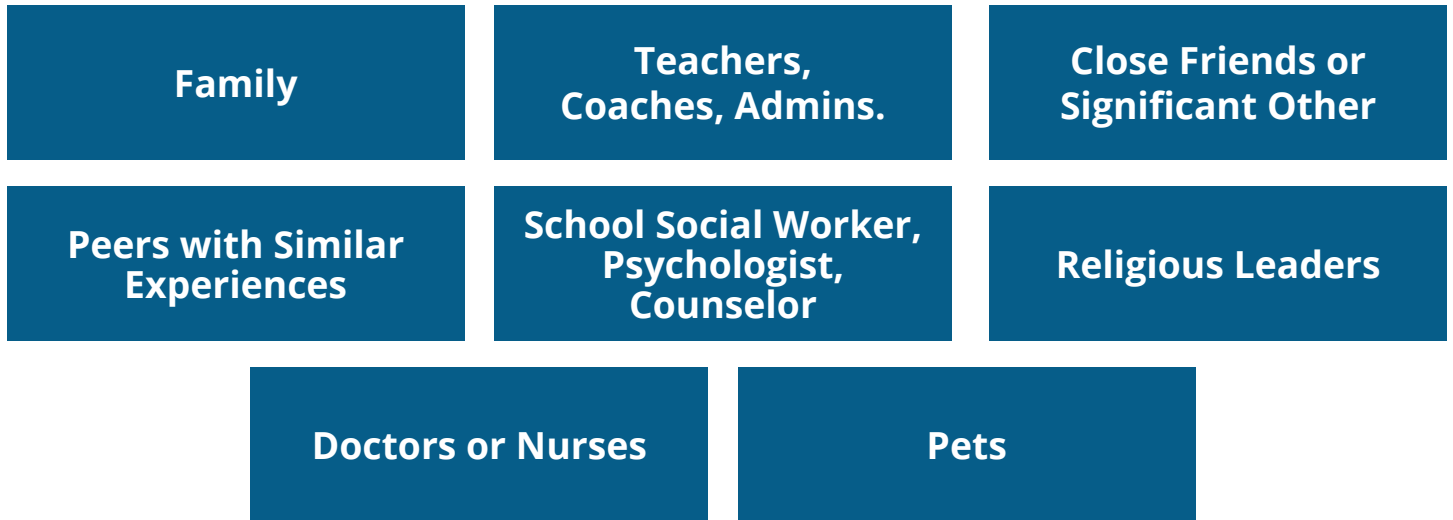 Family
Teachers,
Coaches, Admins.
Close Friends or
Significant Other
Peers with Similar
Experiences
School Social Worker,
Psychologist,
Counselor
Religious Leaders
Doctors or Nurses
Pets